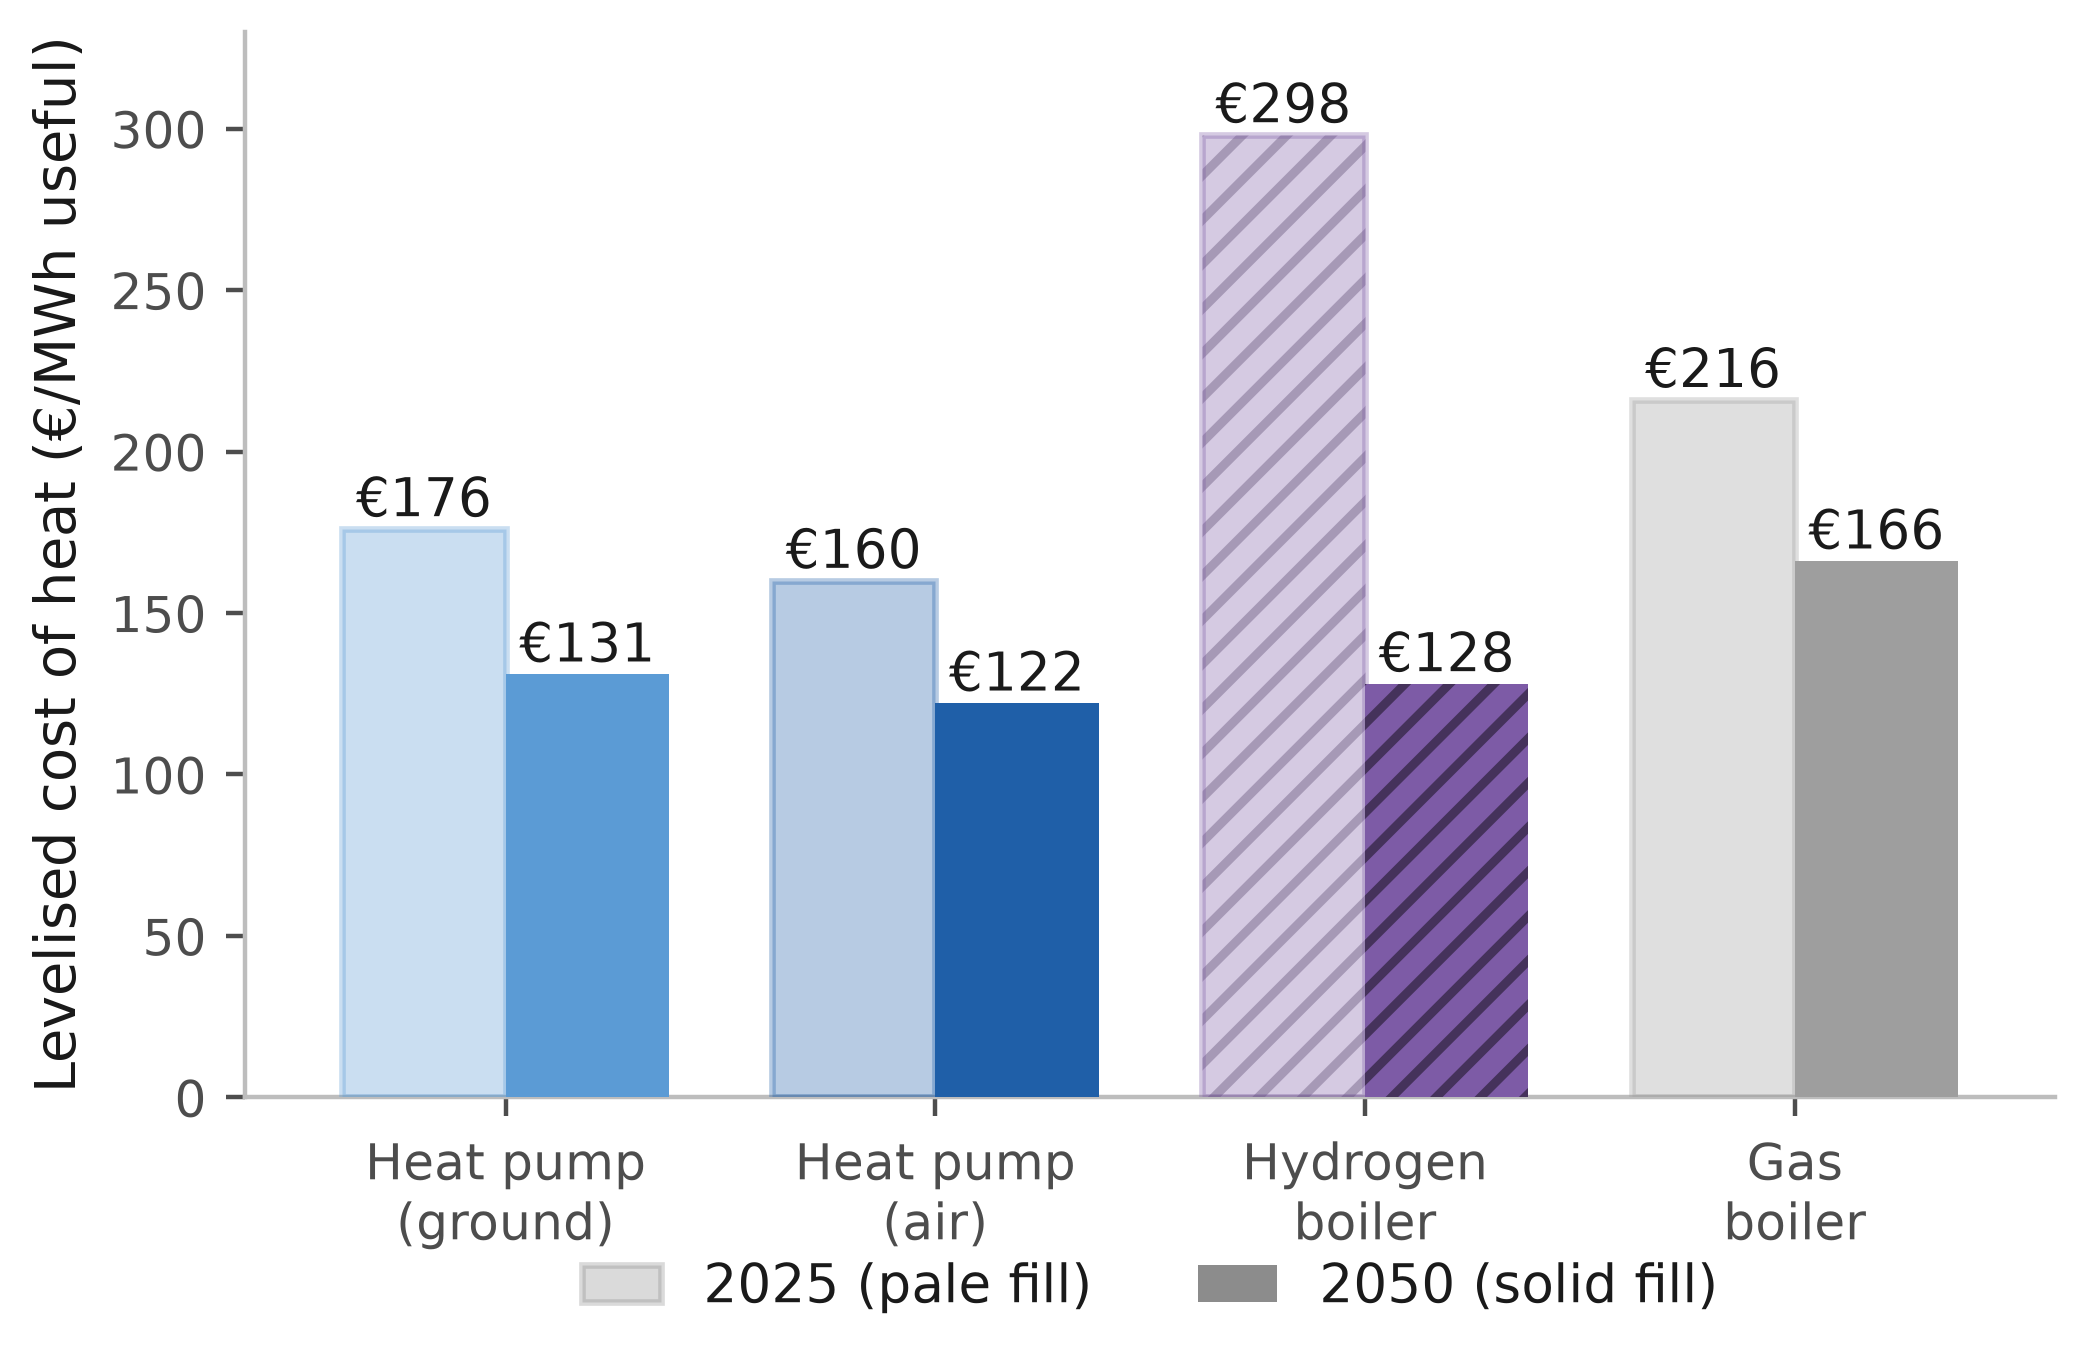 Levelised cost of heat (€/MWh useful)
300
250
200
150
100
50
0
€176
€131
€160
€122
€298
€128
€216
€166
Heat pump
(ground)
Heat pump
(air)
Hydrogen
boiler
Gas
boiler
2025 (pale fill)
2050 (solid fill)